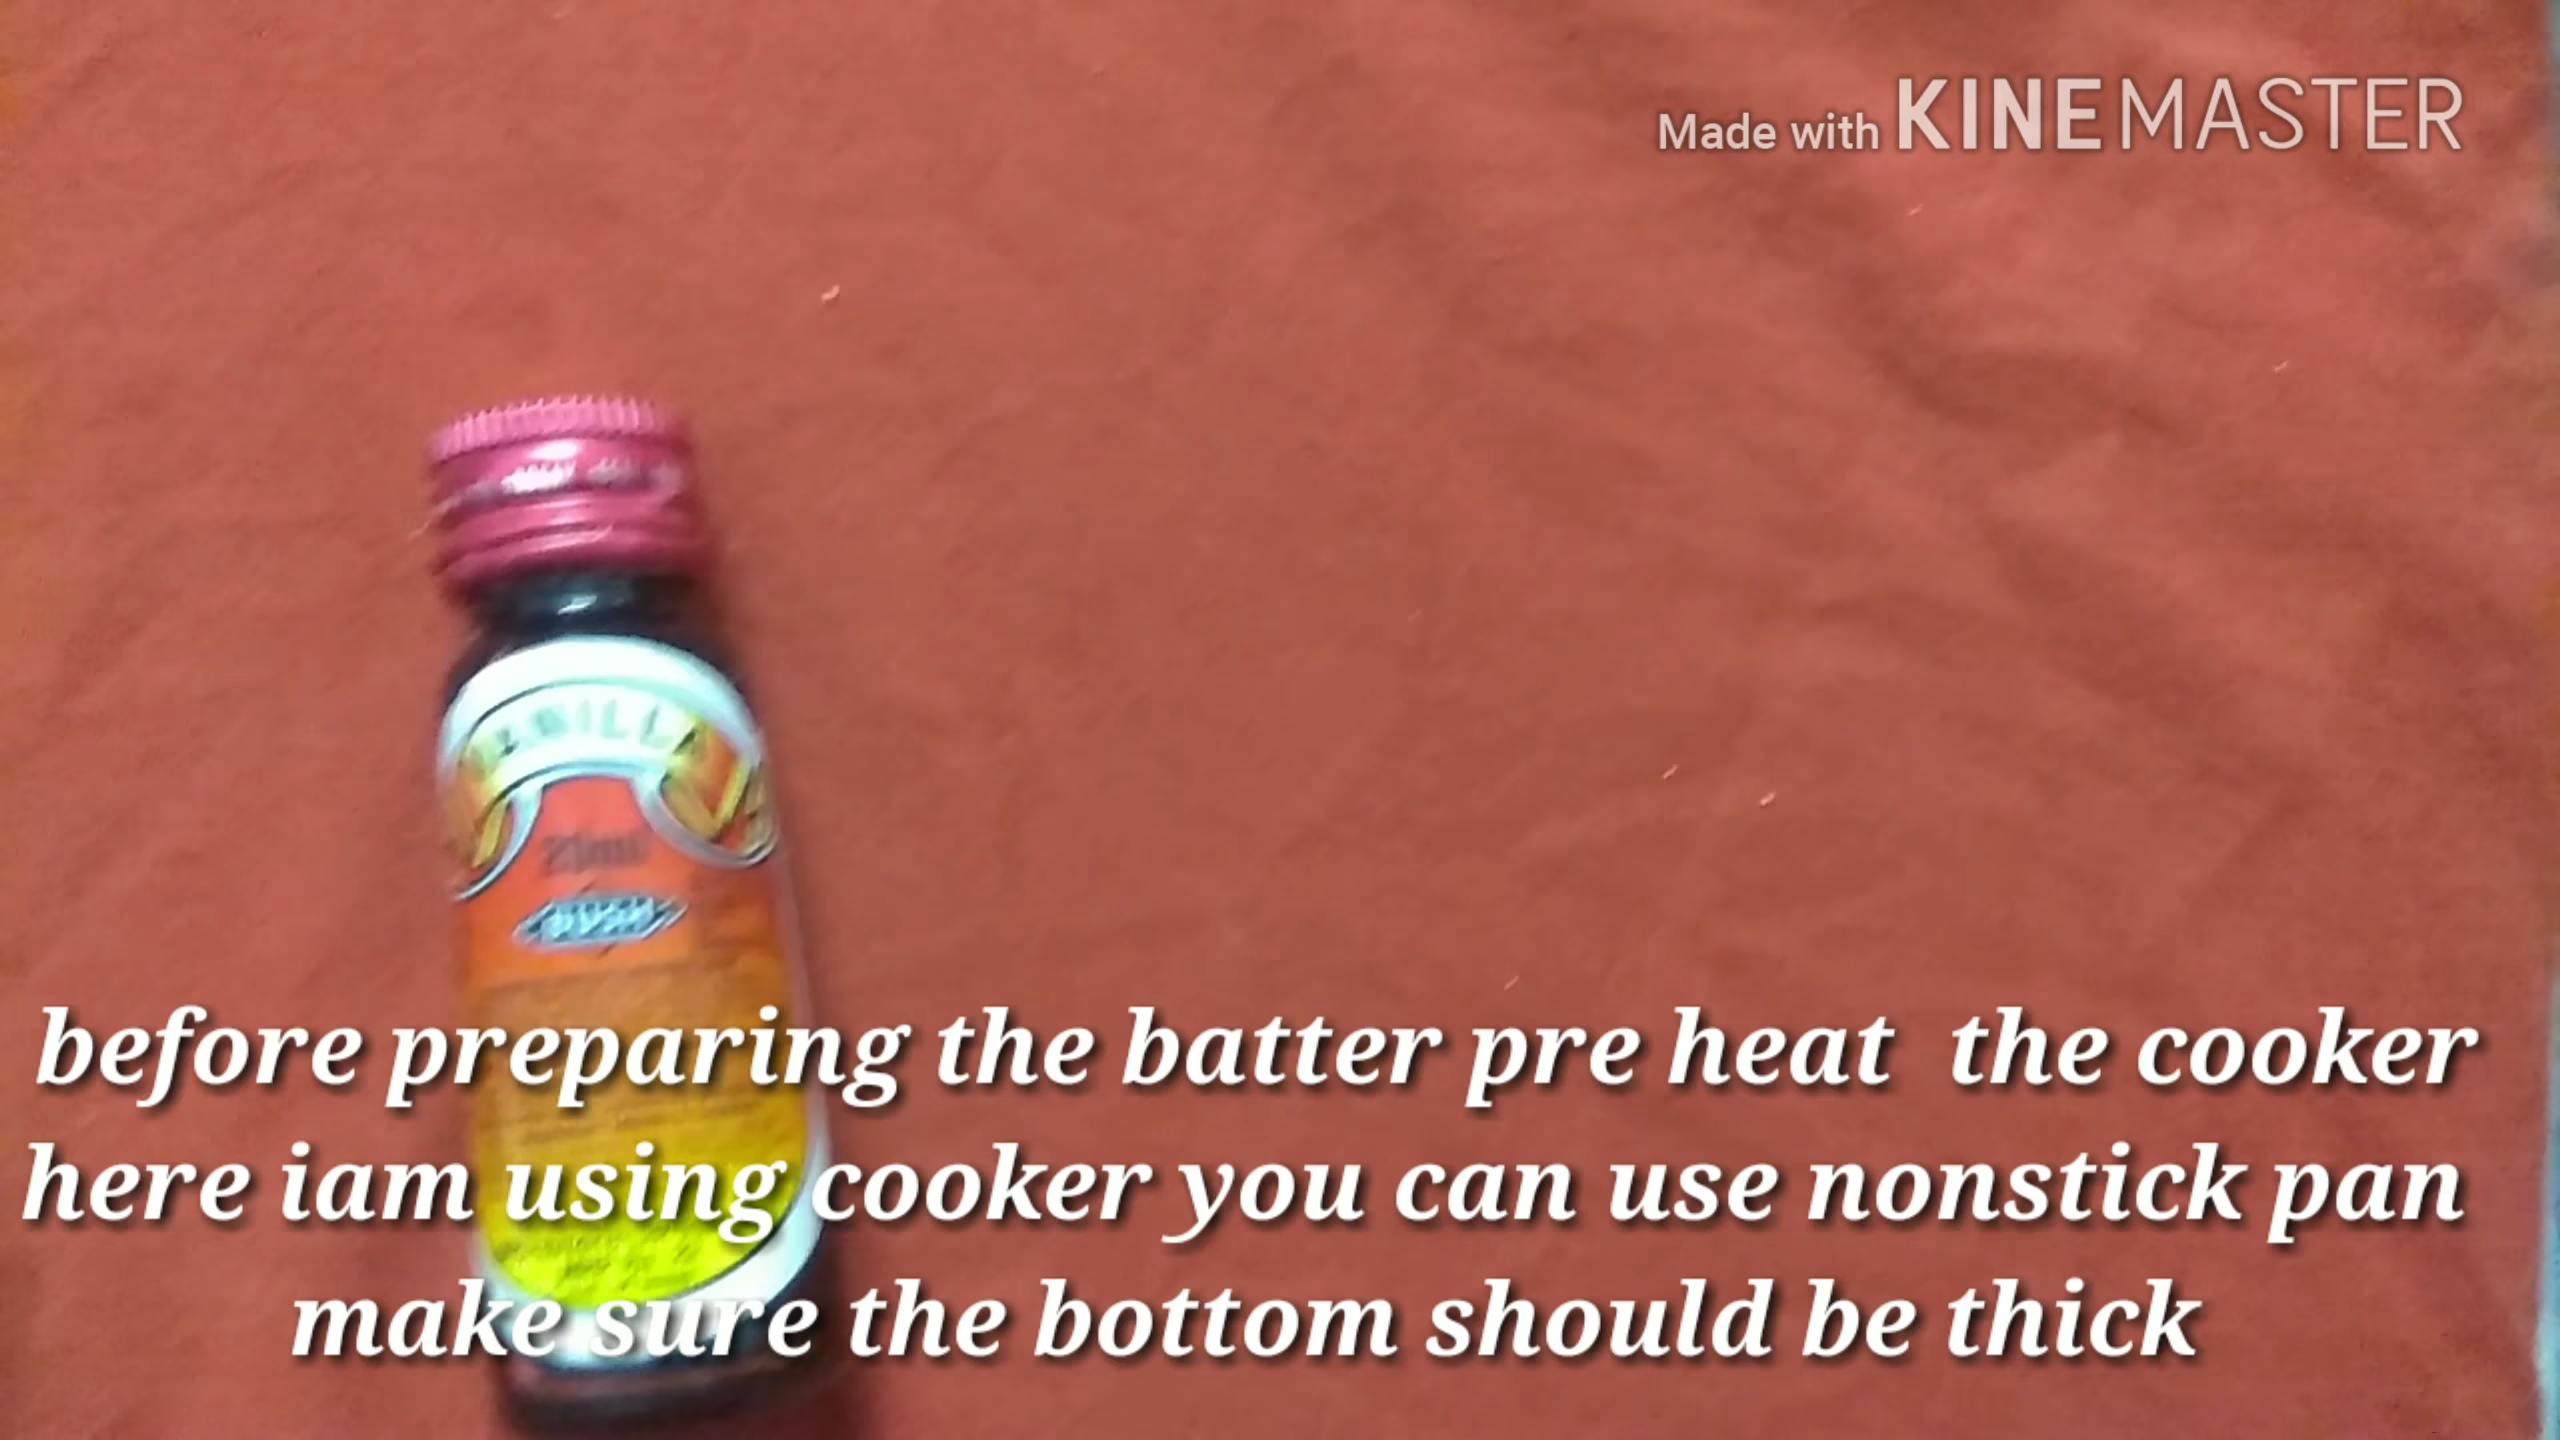 Made with KINEMASTER
VANILLA
before preparing the batter pre heat the cooker
here iam using cooker you can use nonstick pan
make sure the bottom should be thick